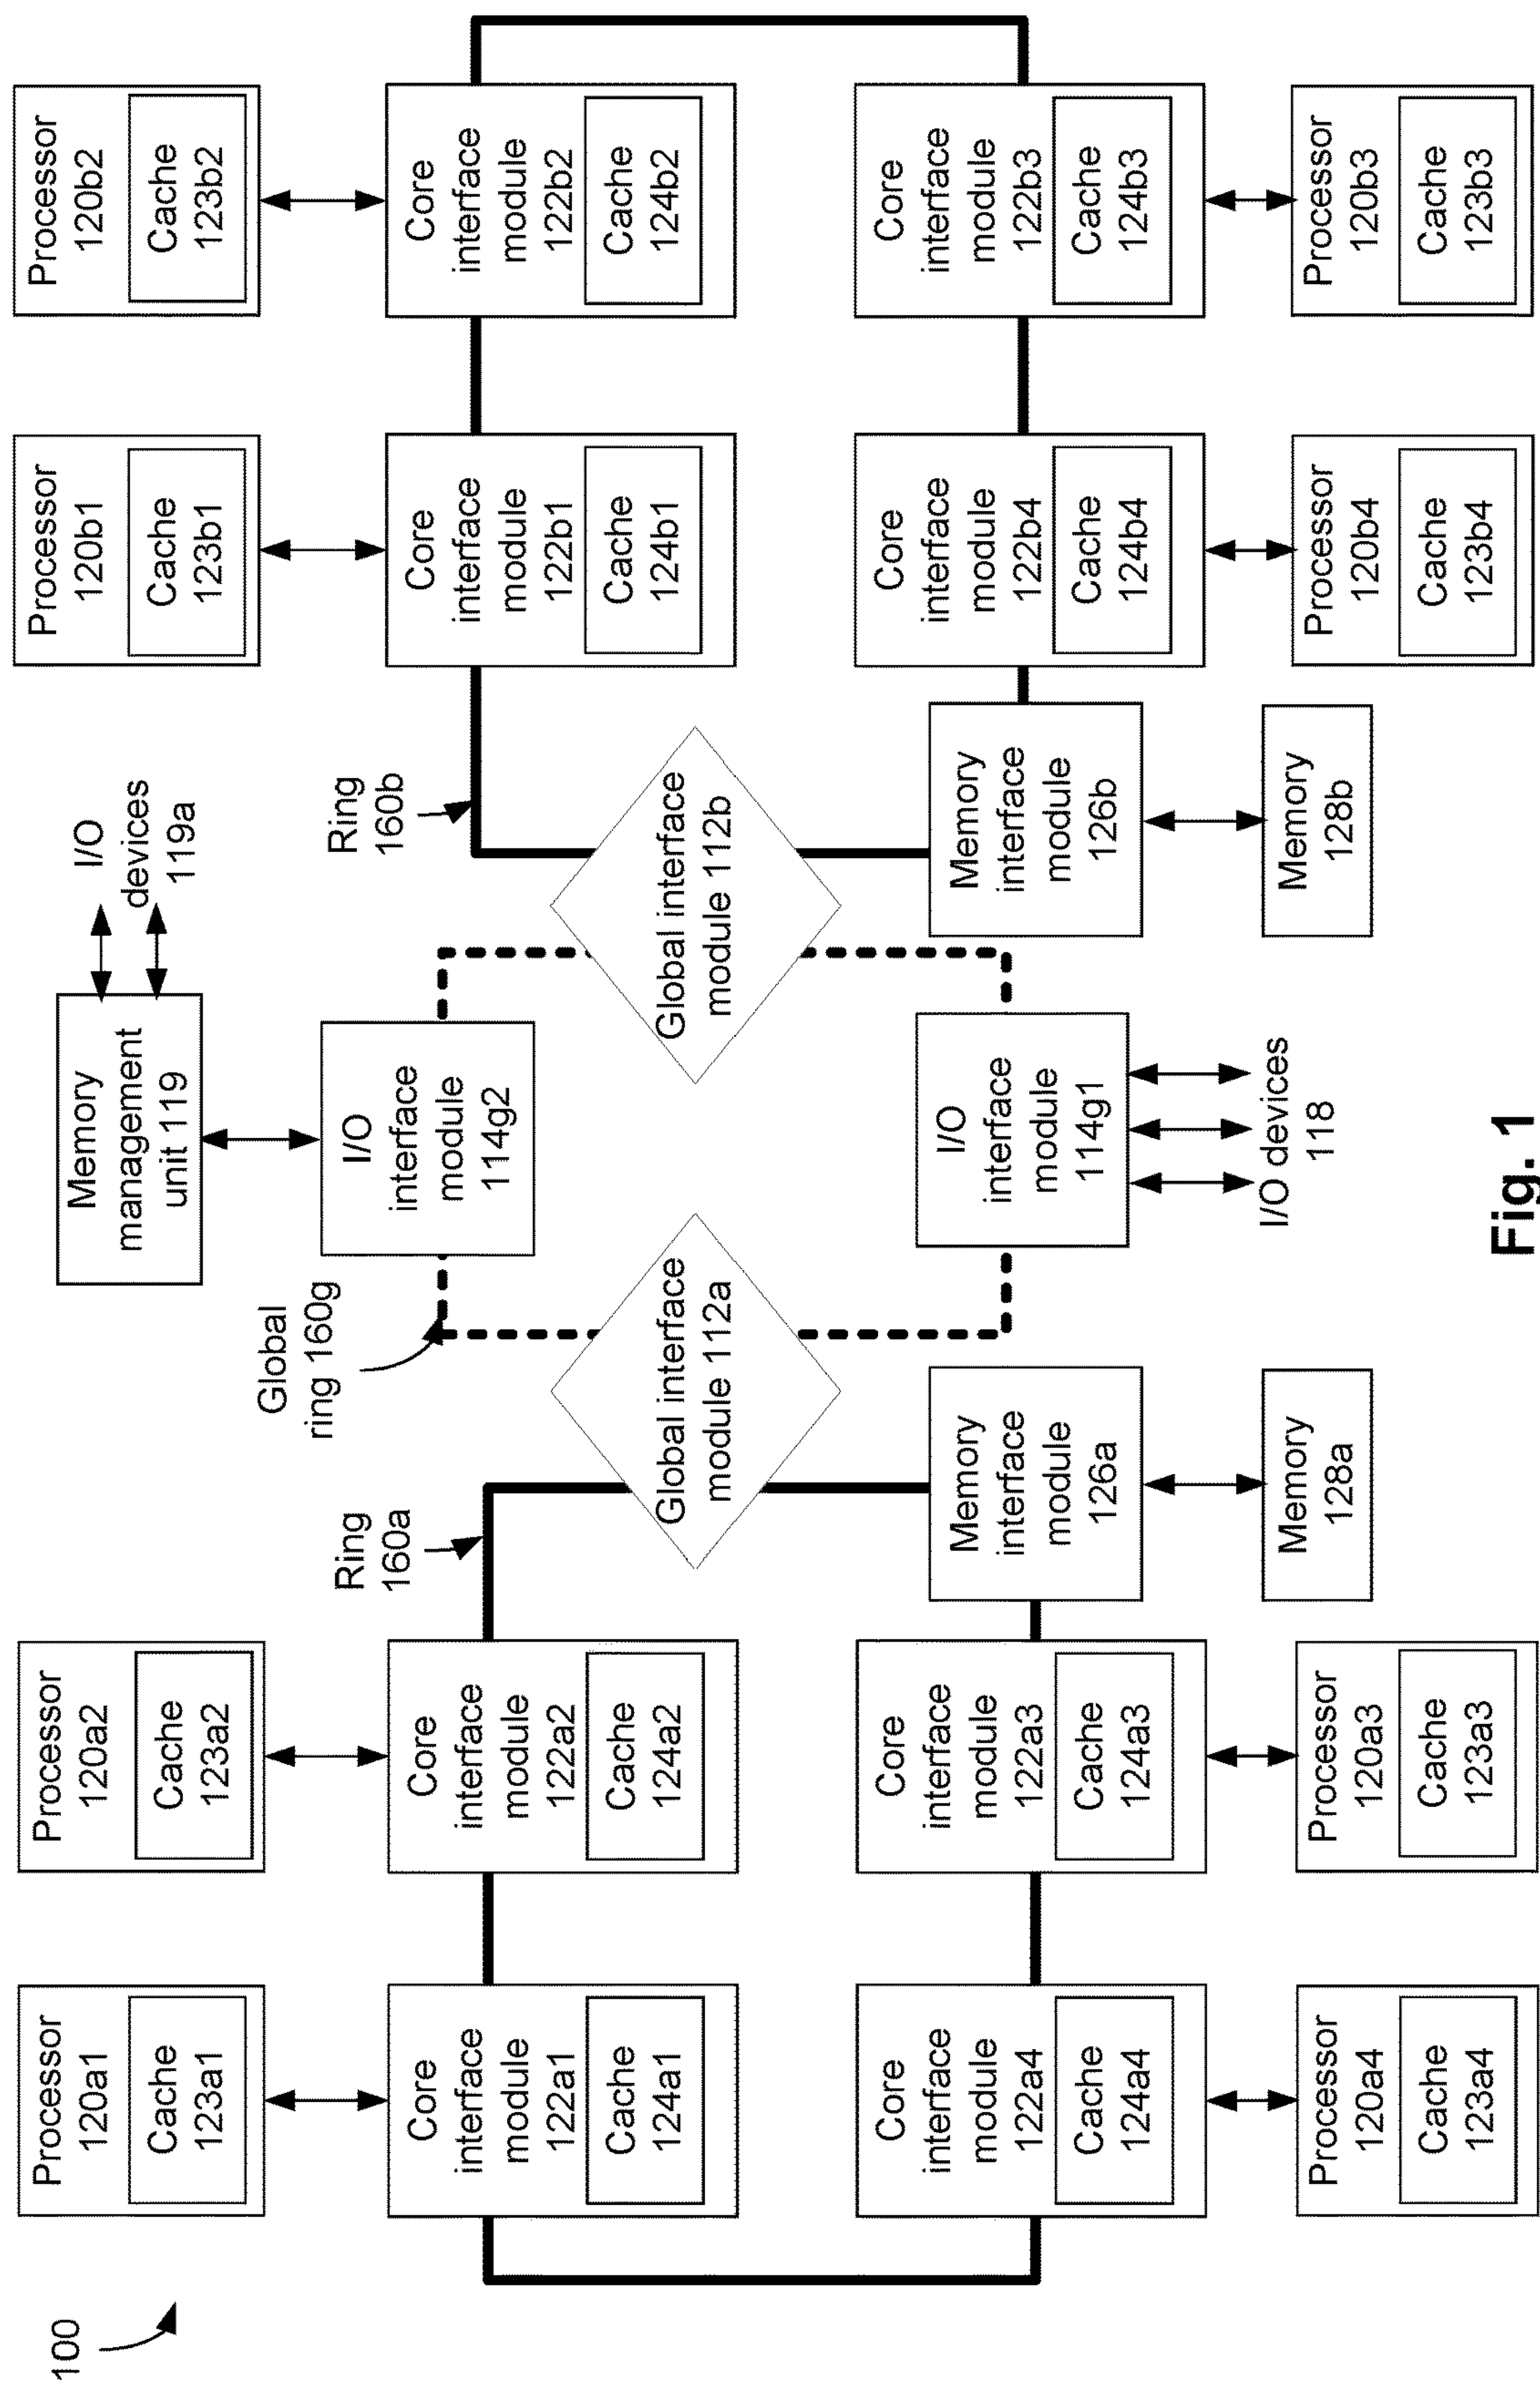 100
Processor
120a1
Cache
123a1
Processor
120a2
Cache
123a2
Memory
management
unit 119
I/O
devices
119a
Processor
120b1
Cache
123b1
Processor
120b2
Cache
123b2
Global
ring 160g
Ring
160a
Ring
160b
Core
interface
module
122a1
Cache
124a1
Core
interface
module
122a2
Cache
124a2
I/O
interface
module
114g2
Core
interface
module
122b1
Cache
124b1
Core
interface
module
122b2
Cache
124b2
Global interface
module 112a
Global interface
module 112b
Core
interface
module
122a4
Cache
124a4
Core
interface
module
122a3
Cache
124a3
Memory
interface
module
126a
I/O
interface
module
114g1
Memory
interface
module
126b
Core
interface
module
122b4
Cache
124b4
Core
interface
module
122b3
Cache
124b3
Processor
120a4
Cache
123a4
Processor
120a3
Cache
123a3
Memory
128a
I/O devices
118
Memory
128b
Processor
120b4
Cache
123b4
Processor
120b3
Cache
123b3
Fig. 1